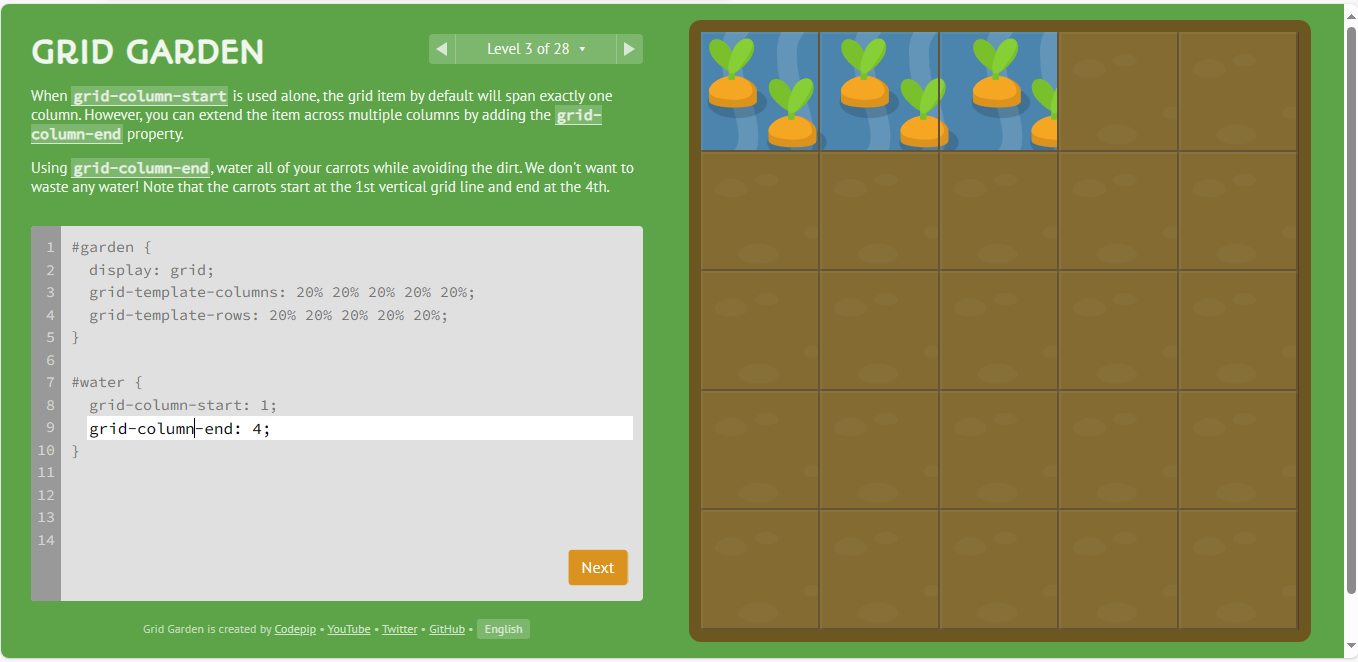 GRID GARDEN
◀ Level 3 of 28 ▾ ▶
When grid-column-start is used alone, the grid item by default will span exactly one
column. However, you can extend the item across multiple columns by adding the grid-
column-end property.
Using grid-column-end, water all of your carrots while avoiding the dirt. We don't want to
waste any water! Note that the carrots start at the 1st vertical grid line and end at the 4th.
1 #garden {
2 display: grid;
3 grid-template-columns: 20% 20% 20% 20% 20%;
4 grid-template-rows: 20% 20% 20% 20% 20%;
5 }
6
7 #water {
8 grid-column-start: 1;
9 grid-column-end: 4;
10 }
11
12
13
14
Next
Grid Garden is created by Codepip • YouTube • Twitter • GitHub • English